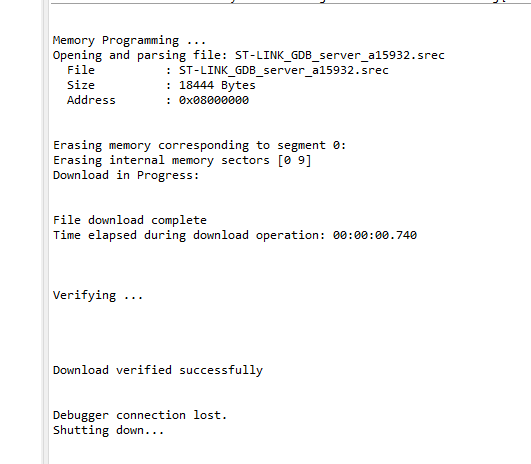 Memory Programming ...
Opening and parsing file: ST-LINK_GDB_server_a15932.srec
  File          : ST-LINK_GDB_server_a15932.srec
  Size          : 18444 Bytes
  Address       : 0x08000000
Erasing memory corresponding to segment 0:
Erasing internal memory sectors [0 9]
Download in Progress:
File download complete
Time elapsed during download operation: 00:00:00.740
Verifying ...
Download verified successfully
Debugger connection lost.
Shutting down...